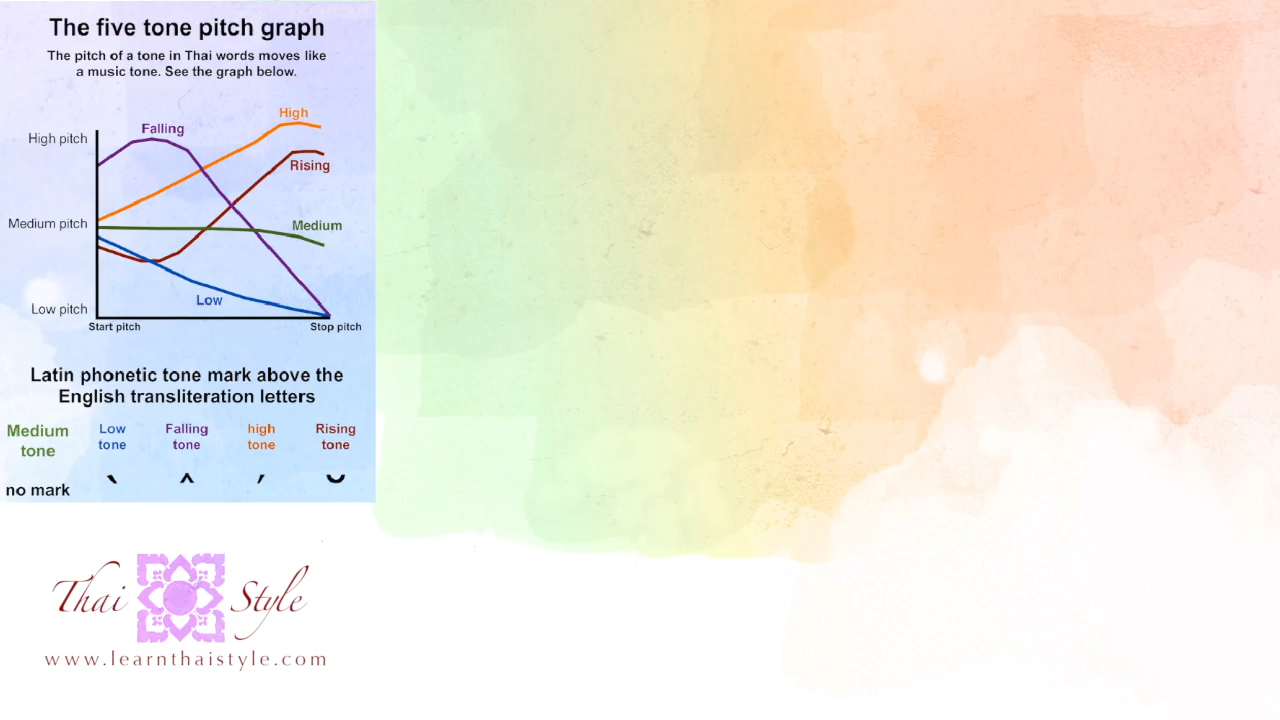 The five tone pitch graph
The pitch of a tone in Thai words moves like
a music tone. See the graph below.
High
Falling
High pitch
Rising
Medium pitch
Medium
Low
Low pitch
Start pitch
Stop pitch
Latin phonetic tone mark above the
English transliteration letters
Medium
tone
Low
tone
Falling
tone
high
tone
Rising
tone
no mark
ˋ
^
ˊ
˘
Thai Style
www.learnthaistyle.com